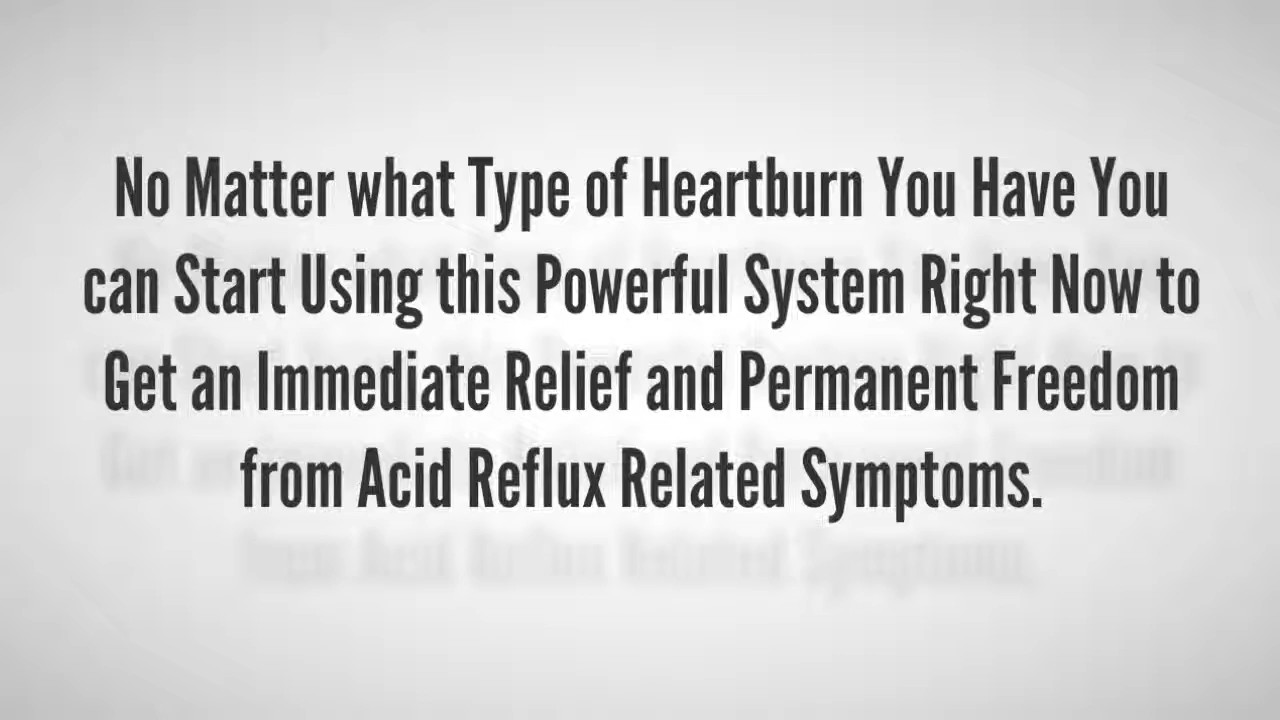 No Matter what Type of Heartburn You Have You
can Start Using this Powerful System Right Now to
Get an Immediate Relief and Permanent Freedom
from Acid Reflux Related Symptoms.